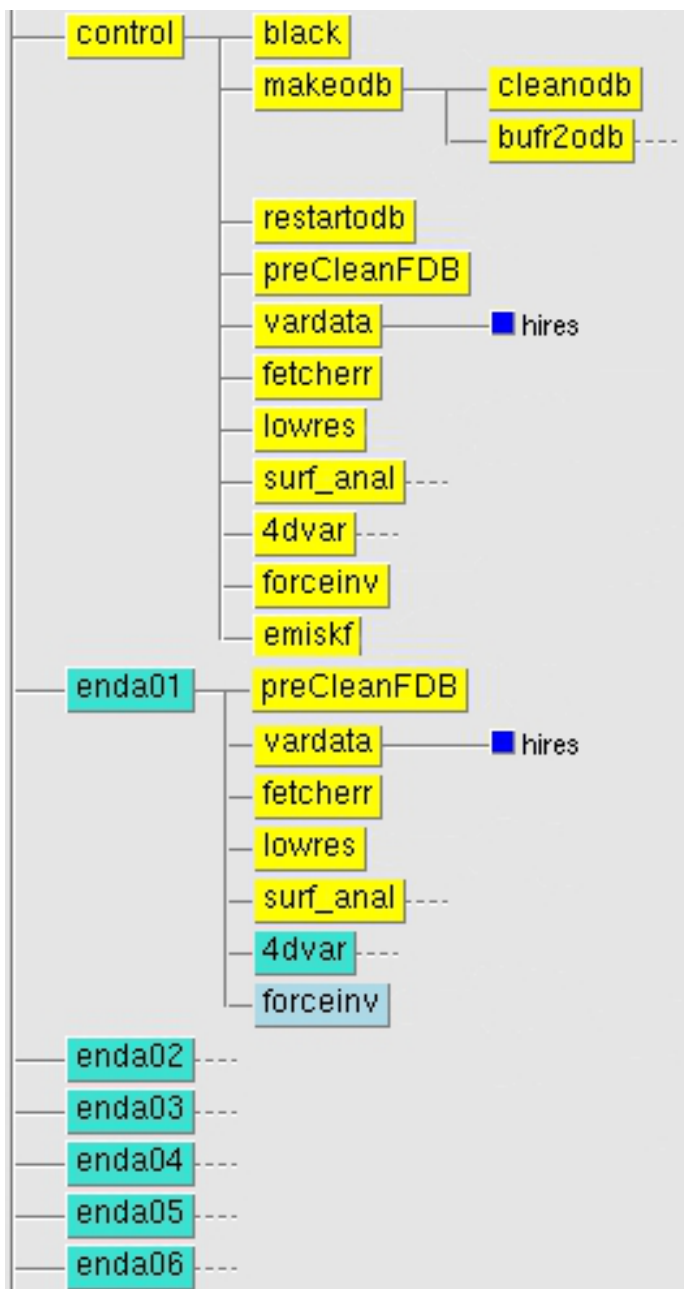 control black
makeodb cleanodb
bufr2odb
restartodb
preCleanFDB
vardata hires
fetcherr
lowres
surf_anal
4dvar
forceinv
emiskf
enda01 preCleanFDB
vardata hires
fetcherr
lowres
surf_anal
4dvar
forceinv
enda02
enda03
enda04
enda05
enda06